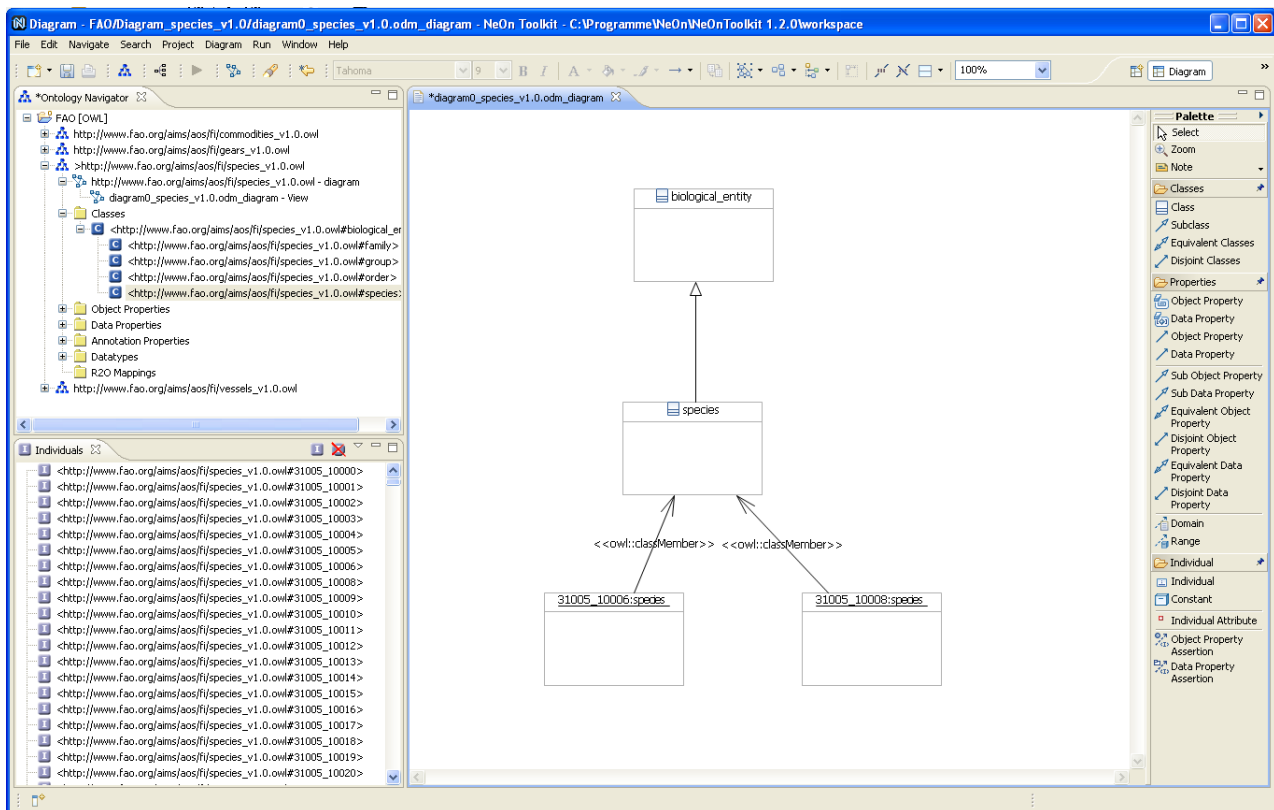 Diagram - FAO/Diagram_species_v1.0/diagram0_species_v1.0.odm_diagram - NeOn Toolkit - C:\Programme\NeOn\NeOnToolkit 1.2.0\workspace
File Edit Navigate Search Project Diagram Run Window Help
Tahoma 9 B I A 100% Diagram »
*Ontology Navigator
FAO [OWL]
http://www.fao.org/aims/aos/fi/commodities_v1.0.owl
http://www.fao.org/aims/aos/fi/gears_v1.0.owl
>http://www.fao.org/aims/aos/fi/species_v1.0.owl
http://www.fao.org/aims/aos/fi/species_v1.0.owl - diagram
diagram0_species_v1.0.odm_diagram - View
Classes
<http://www.fao.org/aims/aos/fi/species_v1.0.owl#biological_er
<http://www.fao.org/aims/aos/fi/species_v1.0.owl#family>
<http://www.fao.org/aims/aos/fi/species_v1.0.owl#group>
<http://www.fao.org/aims/aos/fi/species_v1.0.owl#order>
<http://www.fao.org/aims/aos/fi/species_v1.0.owl#species>
Object Properties
Data Properties
Annotation Properties
Datatypes
R2O Mappings
http://www.fao.org/aims/aos/fi/vessels_v1.0.owl
Individuals
<http://www.fao.org/aims/aos/fi/species_v1.0.owl#31005_10000>
<http://www.fao.org/aims/aos/fi/species_v1.0.owl#31005_10001>
<http://www.fao.org/aims/aos/fi/species_v1.0.owl#31005_10002>
<http://www.fao.org/aims/aos/fi/species_v1.0.owl#31005_10003>
<http://www.fao.org/aims/aos/fi/species_v1.0.owl#31005_10004>
<http://www.fao.org/aims/aos/fi/species_v1.0.owl#31005_10005>
<http://www.fao.org/aims/aos/fi/species_v1.0.owl#31005_10006>
<http://www.fao.org/aims/aos/fi/species_v1.0.owl#31005_10008>
<http://www.fao.org/aims/aos/fi/species_v1.0.owl#31005_10009>
<http://www.fao.org/aims/aos/fi/species_v1.0.owl#31005_10010>
<http://www.fao.org/aims/aos/fi/species_v1.0.owl#31005_10011>
<http://www.fao.org/aims/aos/fi/species_v1.0.owl#31005_10012>
<http://www.fao.org/aims/aos/fi/species_v1.0.owl#31005_10013>
<http://www.fao.org/aims/aos/fi/species_v1.0.owl#31005_10014>
<http://www.fao.org/aims/aos/fi/species_v1.0.owl#31005_10015>
<http://www.fao.org/aims/aos/fi/species_v1.0.owl#31005_10016>
<http://www.fao.org/aims/aos/fi/species_v1.0.owl#31005_10017>
<http://www.fao.org/aims/aos/fi/species_v1.0.owl#31005_10018>
<http://www.fao.org/aims/aos/fi/species_v1.0.owl#31005_10019>
<http://www.fao.org/aims/aos/fi/species_v1.0.owl#31005_10020>
*diagram0_species_v1.0.odm_diagram
biological_entity
species
<<owl::classMember>> <<owl::classMember>>
31005_10006:species 31005_10008:species
Palette
Select
Zoom
Note
Classes
Class
Subclass
Equivalent Classes
Disjoint Classes
Properties
Object Property
Data Property
Object Property
Data Property
Sub Object Property
Sub Data Property
Equivalent Object
Property
Disjoint Object
Property
Equivalent Data
Property
Disjoint Data
Property
Domain
Range
Individual
Individual
Constant
Individual Attribute
Object Property
Assertion
Data Property
Assertion